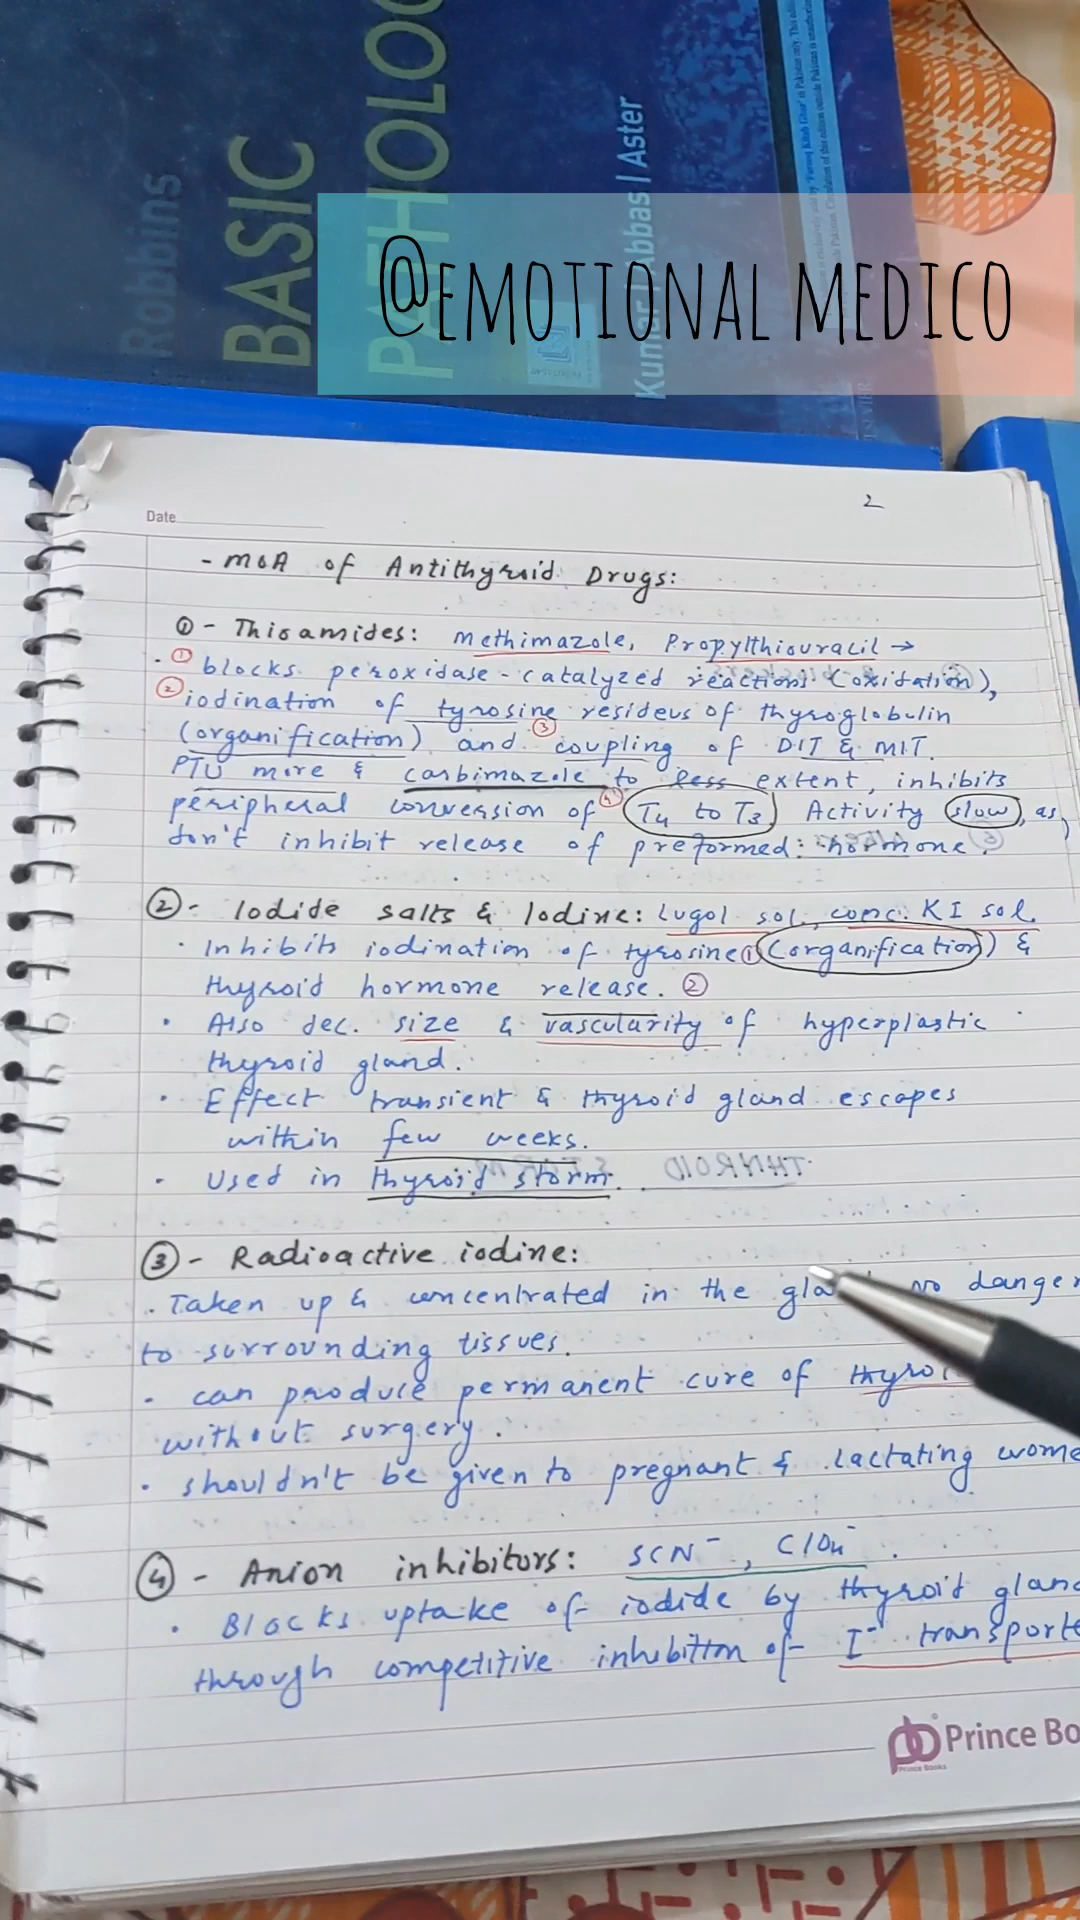 Robbins
BASIC
PATHOLOG
Kumar | Abbas | Aster
@EMOTIONAL MEDICO
2
Date
- MOA of Antithyroid Drugs:
① - Thioamides: Methimazole, Propylthiouracil →
① blocks peroxidase - catalyzed reactions (oxidation),
② iodination of tyrosine resideus of thyroglobulin
(organification) and ③ coupling of DIT & MIT.
PTU more & carbimazole to less extent, inhibits
peripheral conversion of ④ T4 to T3 Activity slow, as
don't inhibit release of preformed hormone.
② - Iodide salts & Iodine: Lugol sol, conc. KI sol.
· Inhibits iodination of tyrosine ① (organification) &
thyroid hormone release. ②
· Also dec. size & vascularity of hyperplastic
thyroid gland.
· Effect transient & thyroid gland escapes
within few weeks.
· Used in thyroid storm.
③ - Radioactive iodine:
· Taken up & concentrated in the no danger
to surrounding tissues.
· can produce permanent cure of
without surgery.
· shouldn't be given to pregnant & lactating wome
④ - Anion inhibitors: SCN⁻, ClO4⁻.
· Blocks uptake of iodide by thyroid gland
through competitive inhibition of I⁻ transporte
Prince Bo
Prince Books